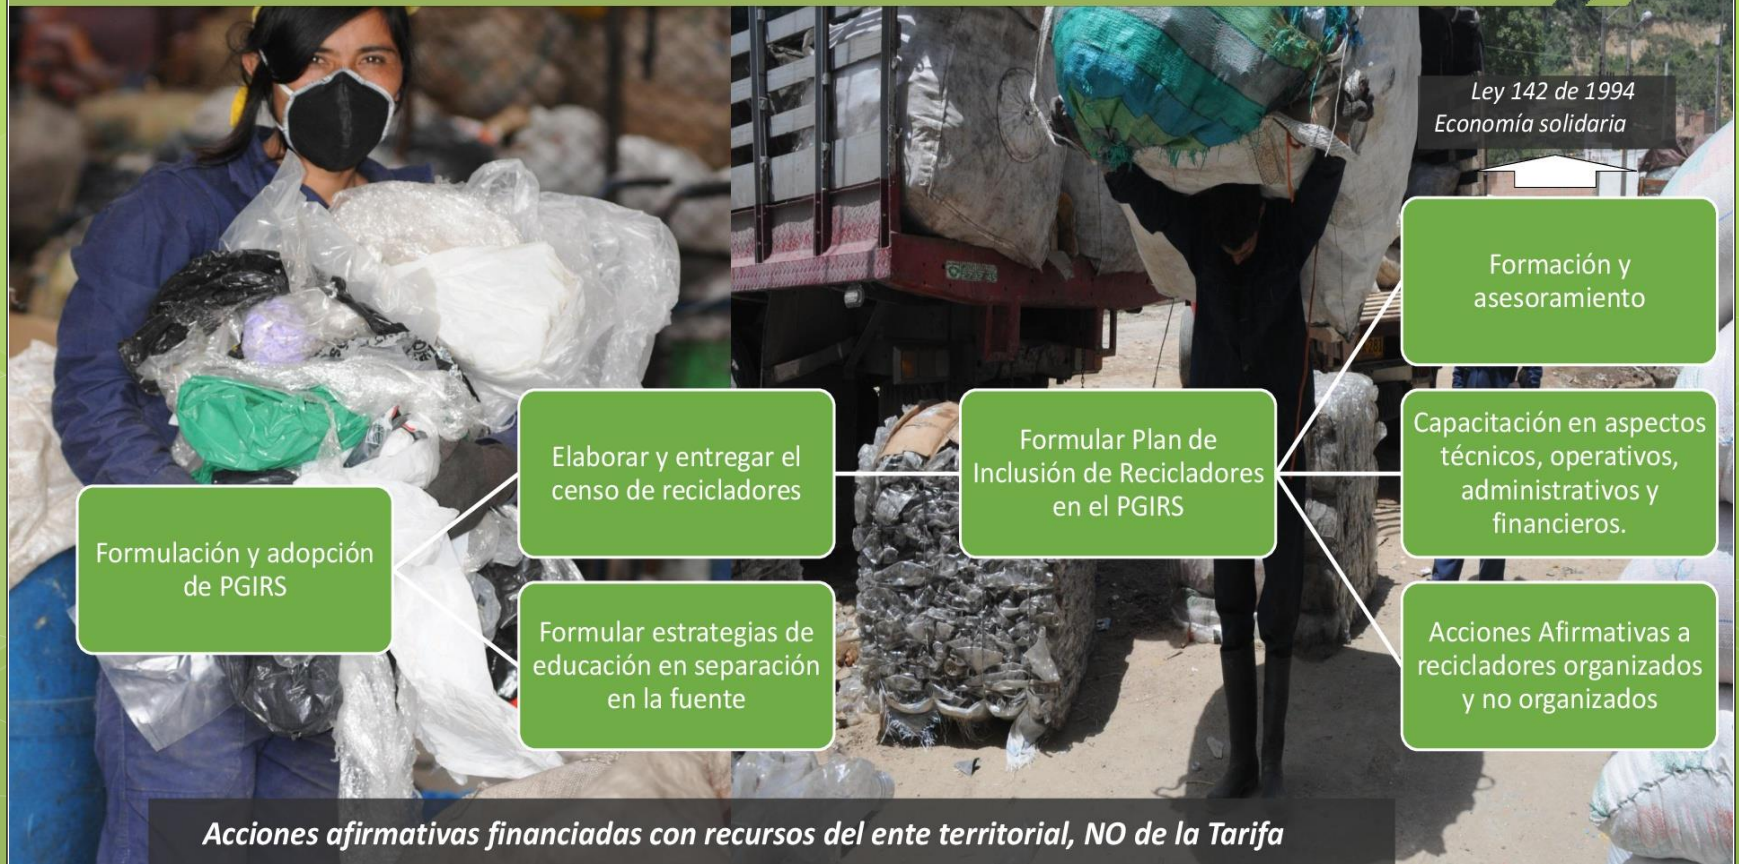 Ley 142 de 1994
Economía solidaria
Formación y
asesoramiento
Capacitación en aspectos
técnicos, operativos,
administrativos y
financieros.
Elaborar y entregar el
censo de recicladores
Formular Plan de
Inclusión de Recicladores
en el PGIRS
Formulación y adopción
de PGIRS
Formular estrategias de
educación en separación
en la fuente
Acciones Afirmativas a
recicladores organizados
y no organizados
Acciones afirmativas financiadas con recursos del ente territorial, NO de la Tarifa